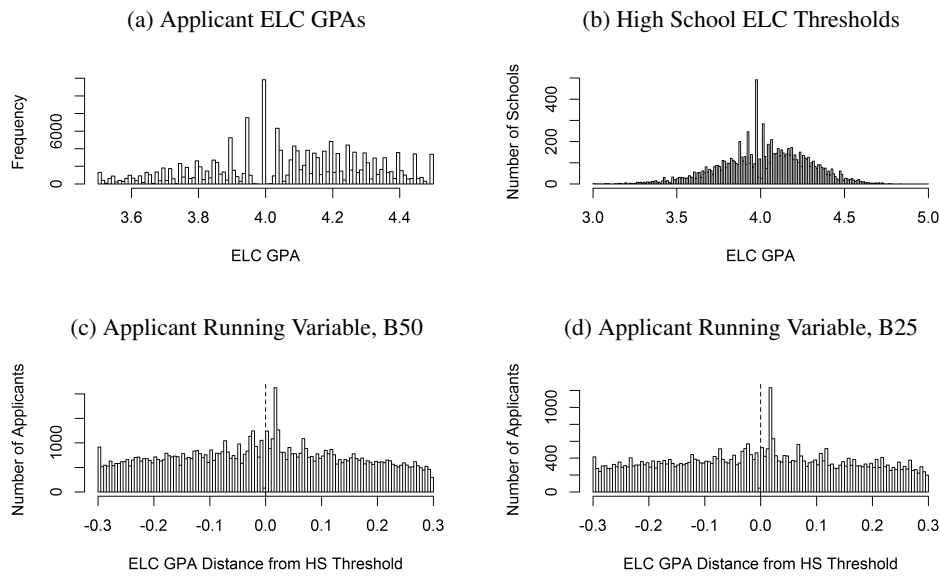 (a) Applicant ELC GPAs
Frequency
6000
0
3.6 3.8 4.0 4.2 4.4
ELC GPA
(b) High School ELC Thresholds
Number of Schools
400
200
0
3.0 3.5 4.0 4.5 5.0
ELC GPA
(c) Applicant Running Variable, B50
Number of Applicants
1000
0
-0.3 -0.2 -0.1 0.0 0.1 0.2 0.3
ELC GPA Distance from HS Threshold
(d) Applicant Running Variable, B25
Number of Applicants
1000
400
0
-0.3 -0.2 -0.1 0.0 0.1 0.2 0.3
ELC GPA Distance from HS Threshold